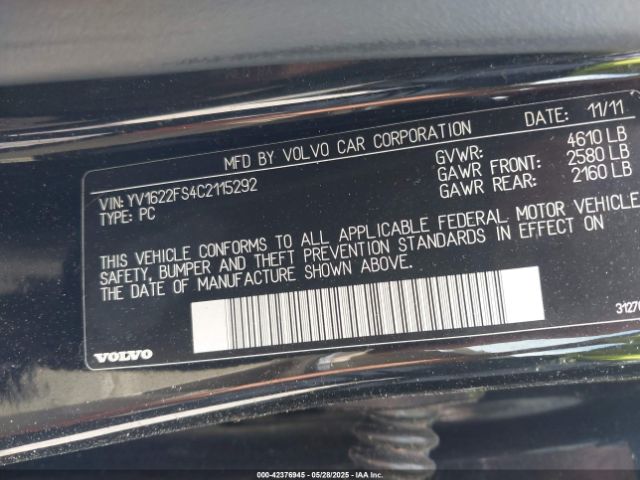 MFD BY VOLVO CAR CORPORATION DATE: 11/11
VIN: YV1622FS4C2115292
TYPE: PC
GVWR: 4610 LB
GAWR FRONT: 2580 LB
GAWR REAR: 2160 LB
THIS VEHICLE CONFORMS TO ALL APPLICABLE FEDERAL MOTOR VEHICLE
SAFETY, BUMPER AND THEFT PREVENTION STANDARDS IN EFFECT ON
THE DATE OF MANUFACTURE SHOWN ABOVE.
VOLVO
000-42376945 - 05/28/2025 - IAAI.com